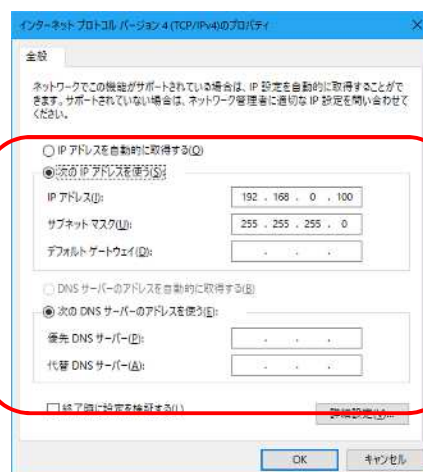 インターネット プロトコル バージョン 4 (TCP/IPv4)のプロパティ
全般
ネットワークでこの機能がサポートされている場合は、IP 設定を自動的に取得することがで
きます。サポートされていない場合は、ネットワーク管理者に適切な IP 設定を問い合わせて
ください。
IP アドレスを自動的に取得する(O)
次の IP アドレスを使う(S):
IP アドレス(I): 192 . 168 . 0 . 100
サブネット マスク(U): 255 . 255 . 255 . 0
デフォルト ゲートウェイ(D): . . .
DNS サーバーのアドレスを自動的に取得する(B)
次の DNS サーバーのアドレスを使う(E):
優先 DNS サーバー(P): . . .
代替 DNS サーバー(A): . . .
終了時に設定を検証する(L)
詳細設定(V)...
OK キャンセル